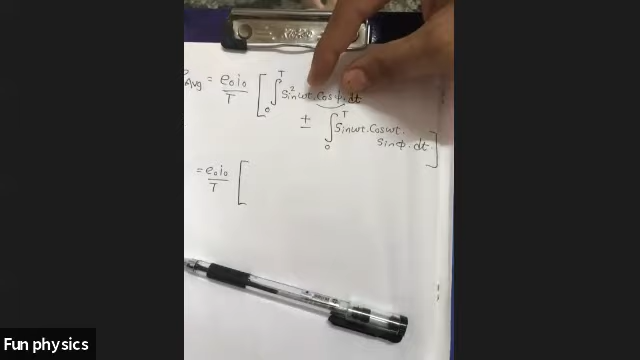 Avg = e₀i₀/T [ ∫₀ᵀ Sin²ωt. Cosφ. dt
± ∫₀ᵀ Sinωt. Cosωt.
Sinφ. dt. ]
= e₀i₀/T [
Fun physics